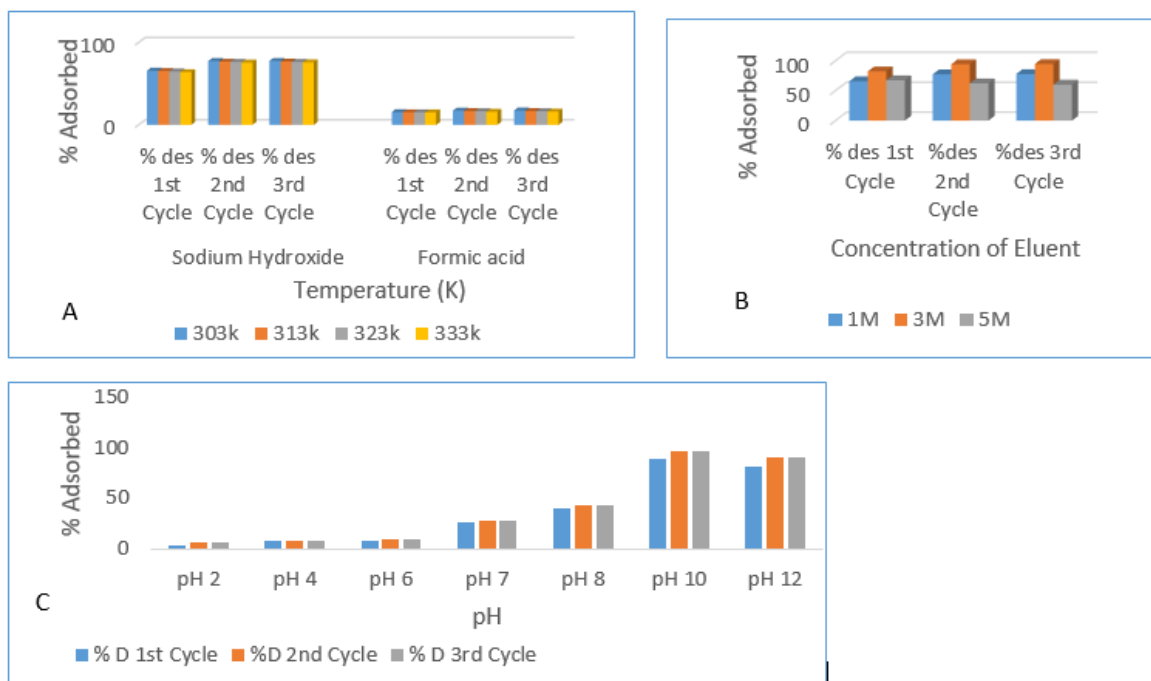 100
0
% Adsorbed
% des % des % des % des % des % des
1st 2nd 3rd 1st 2nd 3rd
Cycle Cycle Cycle Cycle Cycle Cycle
Sodium Hydroxide Formic acid
Temperature (K)
A
303k 313k 323k 333k
100
50
0
% Adsorbed
% des 1st %des %des 3rd
Cycle 2nd Cycle
Cycle
Concentration of Eluent
B
1M 3M 5M
150
100
50
0
% Adsorbed
pH 2 pH 4 pH 6 pH 7 pH 8 pH 10 pH 12
pH
C
% D 1st Cycle %D 2nd Cycle % D 3rd Cycle